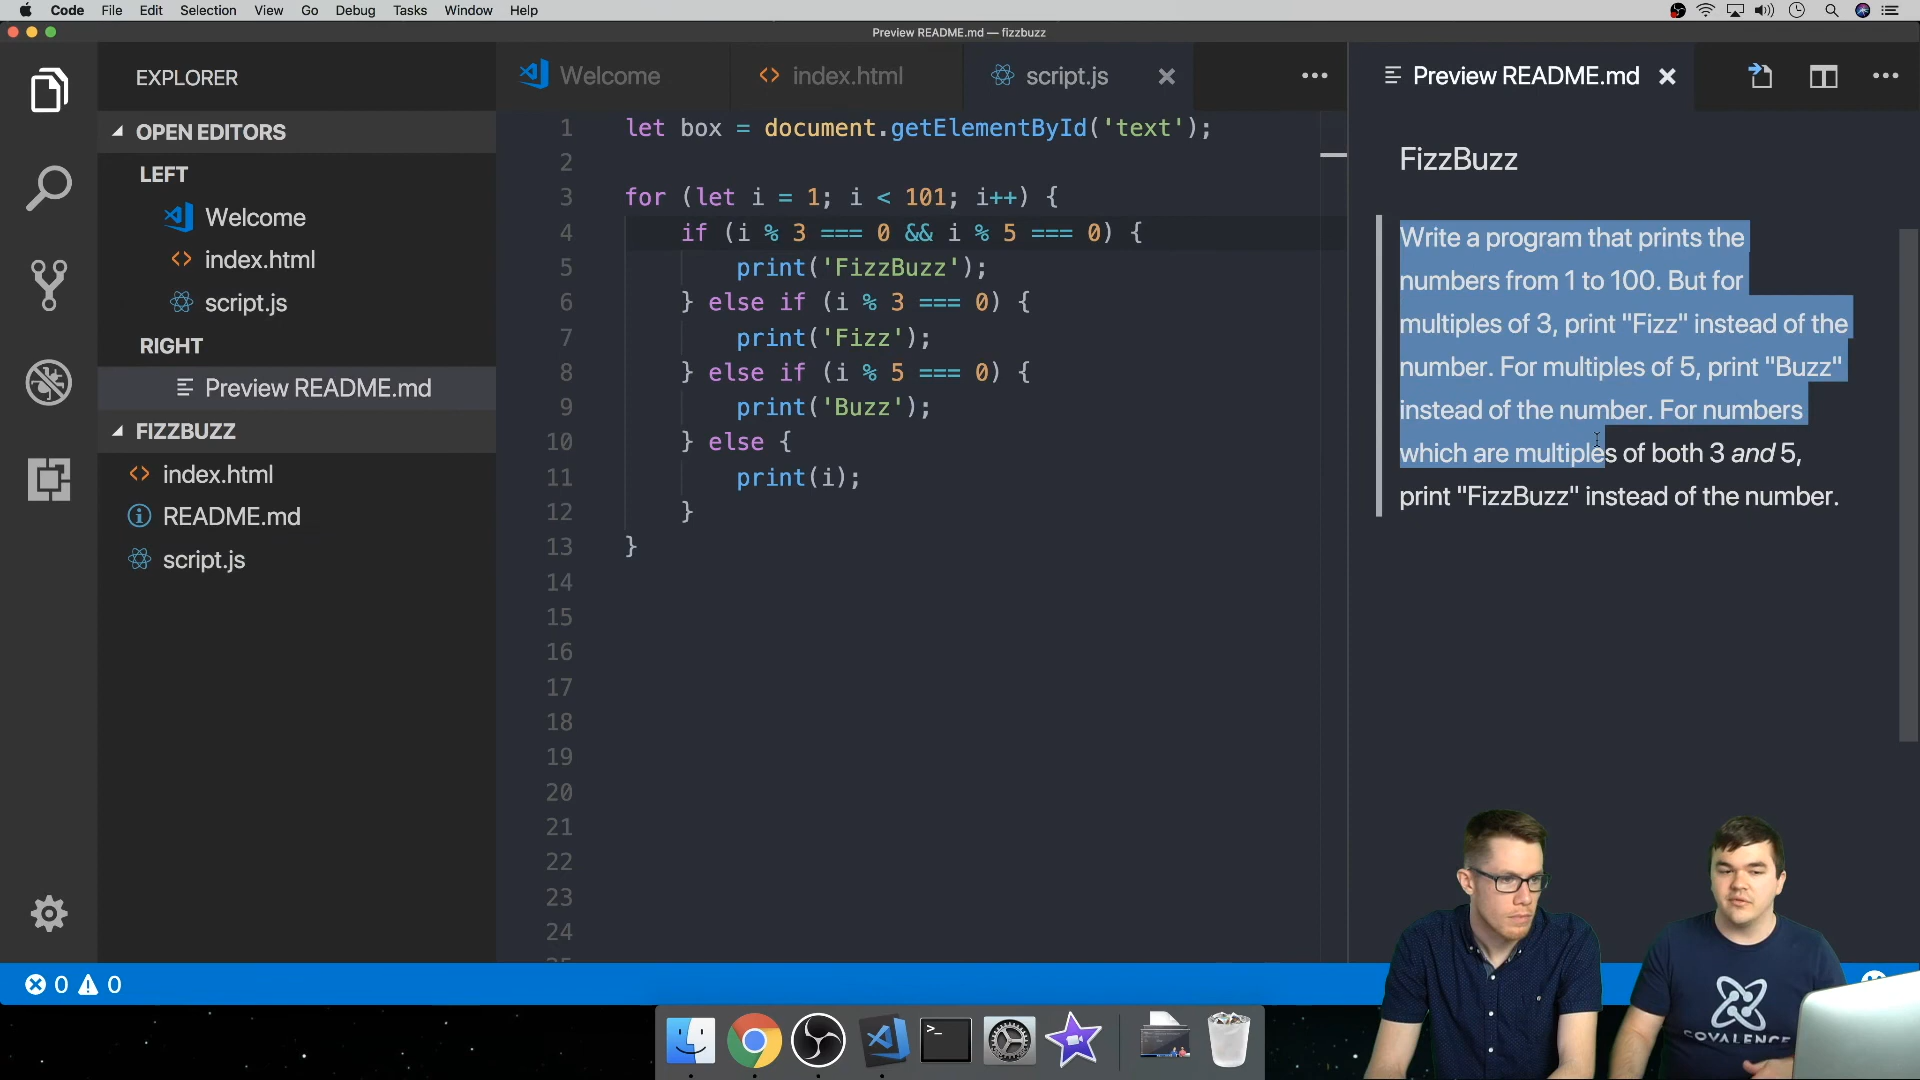 Code File Edit Selection View Go Debug Tasks Window Help
Preview README.md — fizzbuzz
EXPLORER
OPEN EDITORS
LEFT
Welcome
index.html
script.js
RIGHT
Preview README.md
FIZZBUZZ
index.html
README.md
script.js
Welcome index.html script.js
1 let box = document.getElementById('text');
2
3 for (let i = 1; i < 101; i++) {
4 if (i % 3 === 0 && i % 5 === 0) {
5 print('FizzBuzz');
6 } else if (i % 3 === 0) {
7 print('Fizz');
8 } else if (i % 5 === 0) {
9 print('Buzz');
10 } else {
11 print(i);
12 }
13 }
14
15
16
17
18
19
20
21
22
23
24
Preview README.md
FizzBuzz
Write a program that prints the
numbers from 1 to 100. But for
multiples of 3, print "Fizz" instead of the
number. For multiples of 5, print "Buzz"
instead of the number. For numbers
which are multiples of both 3 and 5,
print "FizzBuzz" instead of the number.
0 0
COVALENCE